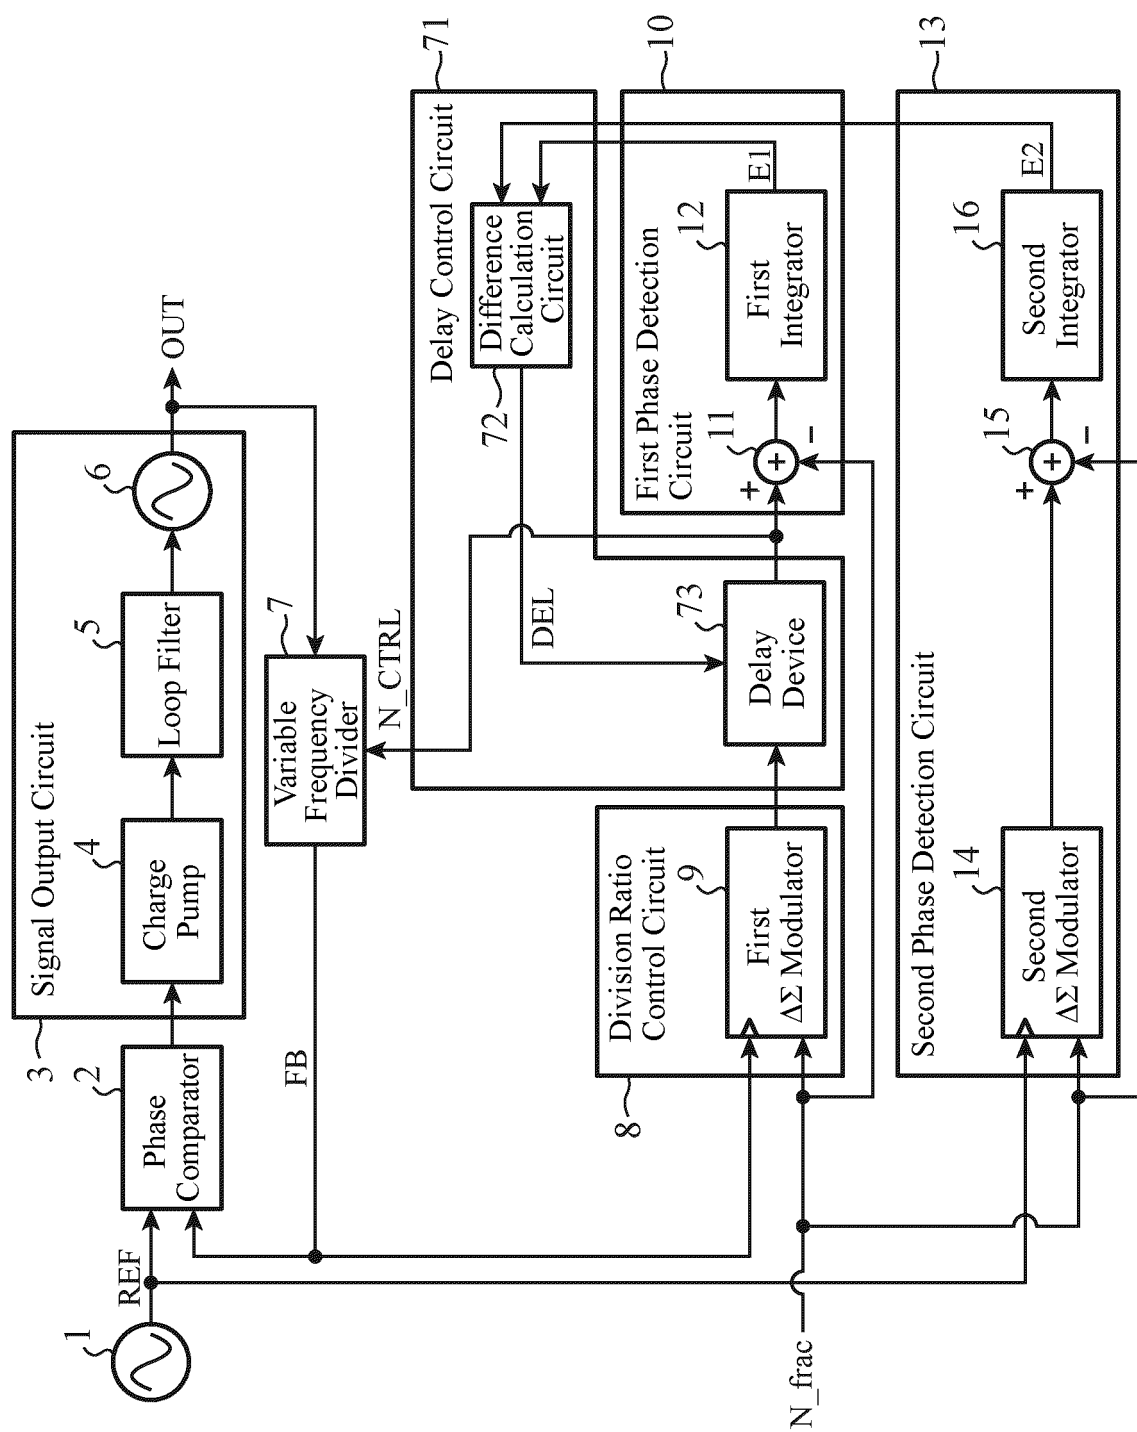 Signal Output Circuit
3
1
REF
2
Phase
Comparator
4
Charge
Pump
5
Loop Filter
6
OUT
FB
7
Variable
Frequency
Divider
N_CTRL
Delay Control Circuit
71
72
Difference
Calculation
Circuit
DEL
8
Division Ratio
Control Circuit
9
First
ΔΣ Modulator
73
Delay
Device
First Phase Detection
Circuit
10
11
+
+
−
12
First
Integrator
E1
N_frac
Second Phase Detection Circuit
13
14
Second
ΔΣ Modulator
15
+
+
−
16
Second
Integrator
E2